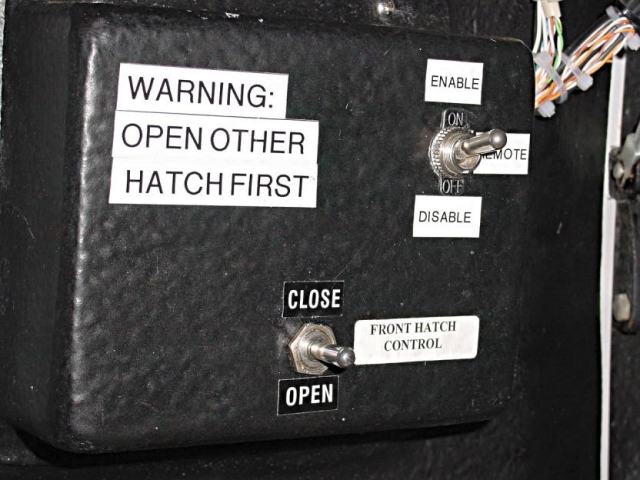 WARNING:
OPEN OTHER
HATCH FIRST
ENABLE
ON
REMOTE
OFF
DISABLE
CLOSE
FRONT HATCH
CONTROL
OPEN